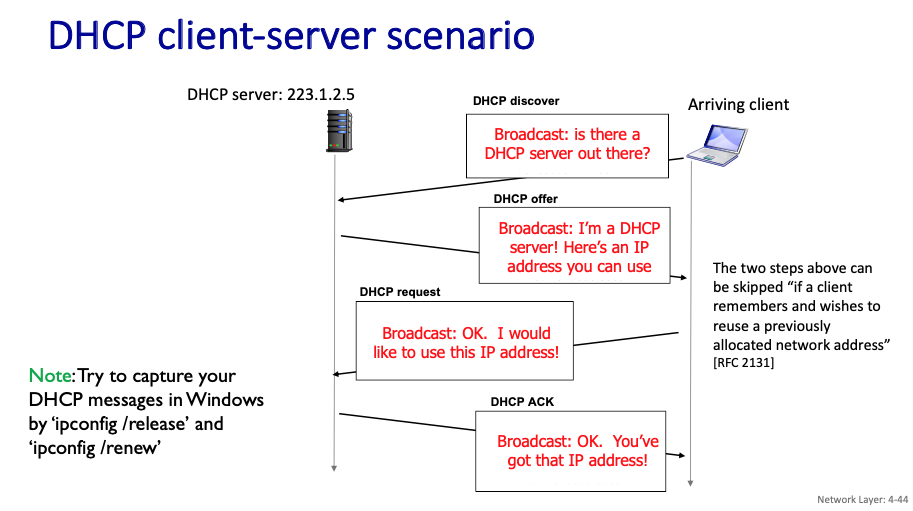 DHCP client-server scenario
DHCP server: 223.1.2.5
DHCP discover
Arriving client
Broadcast: is there a
DHCP server out there?
DHCP offer
Broadcast: I’m a DHCP
server! Here’s an IP
address you can use
The two steps above can
be skipped “if a client
remembers and wishes to
reuse a previously
allocated network address”
[RFC 2131]
DHCP request
Broadcast: OK. I would
like to use this IP address!
Note: Try to capture your
DHCP messages in Windows
by ‘ipconfig /release’ and
‘ipconfig /renew’
DHCP ACK
Broadcast: OK. You’ve
got that IP address!
Network Layer: 4-44